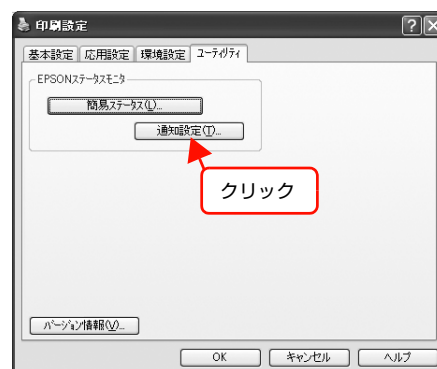 印刷設定
基本設定 応用設定 環境設定 ユーティリティ
EPSONステータスモニタ
簡易ステータス(L)...
通知設定(T)...
クリック
バージョン情報(V)...
OK キャンセル ヘルプ